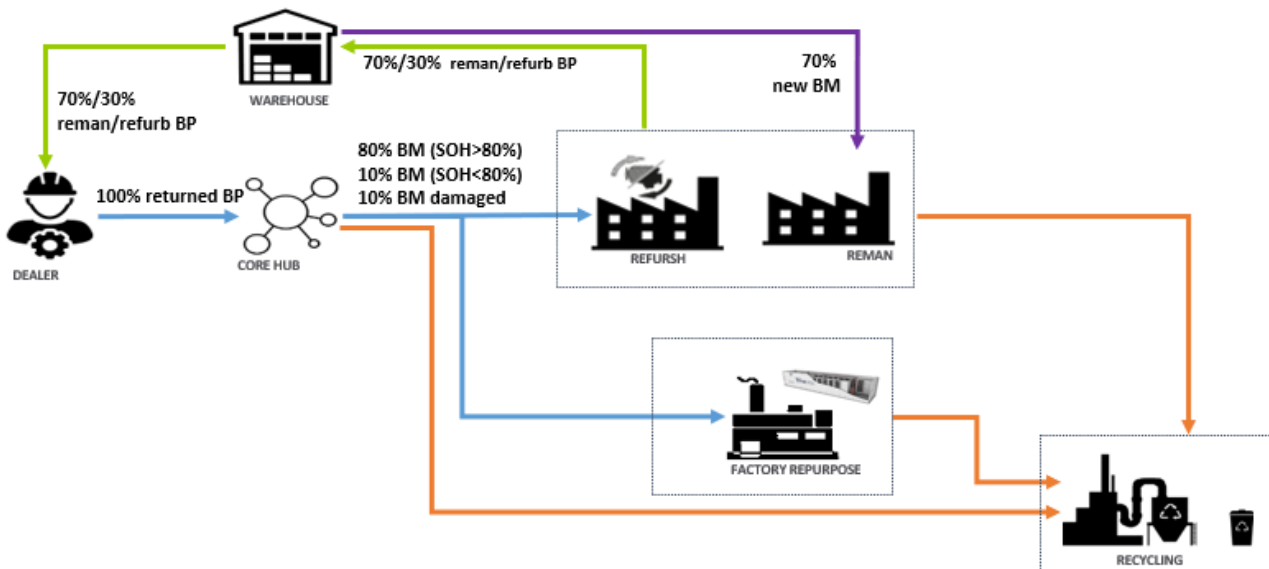 70%/30% reman/refurb BP
70%
new BM
WAREHOUSE
70%/30%
reman/refurb BP
80% BM (SOH>80%)
10% BM (SOH<80%)
10% BM damaged
100% returned BP
DEALER
CORE HUB
REFURSH
REMAN
FACTORY REPURPOSE
RECYCLING